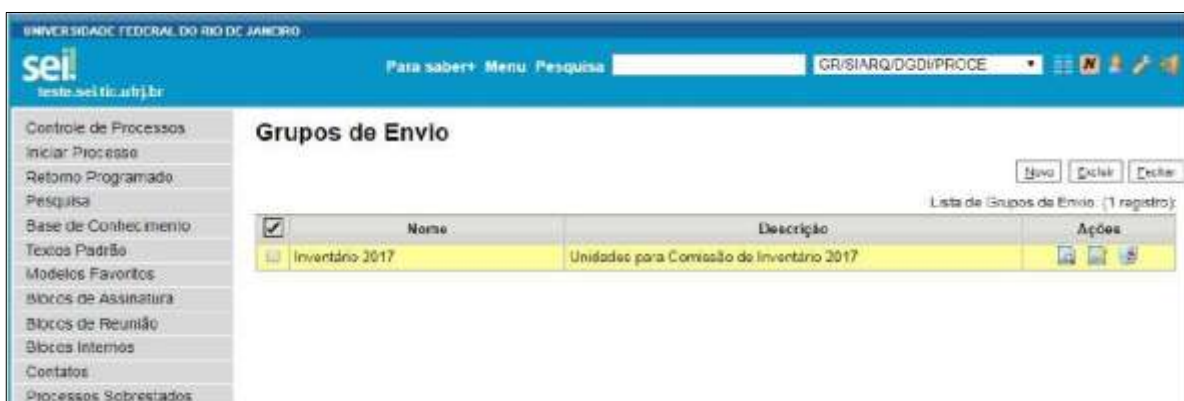 UNIVERSIDADE FEDERAL DO RIO DE JANEIRO
sei!
teste.sei.tic.ufrj.br
Para saber+ Menu Pesquisa
GR/SIARQ/DGDI/PROCE
Controle de Processos
Iniciar Processo
Retorno Programado
Pesquisa
Base de Conhecimento
Textos Padrão
Modelos Favoritos
Blocos de Assinatura
Blocos de Reunião
Blocos Internos
Contatos
Processos Sobrestados
Grupos de Envio
Novo Excluir Fechar
Lista de Grupos de Envio (1 registro):
Nome Descrição Ações
Inventário 2017 Unidades para Comissão de Inventário 2017